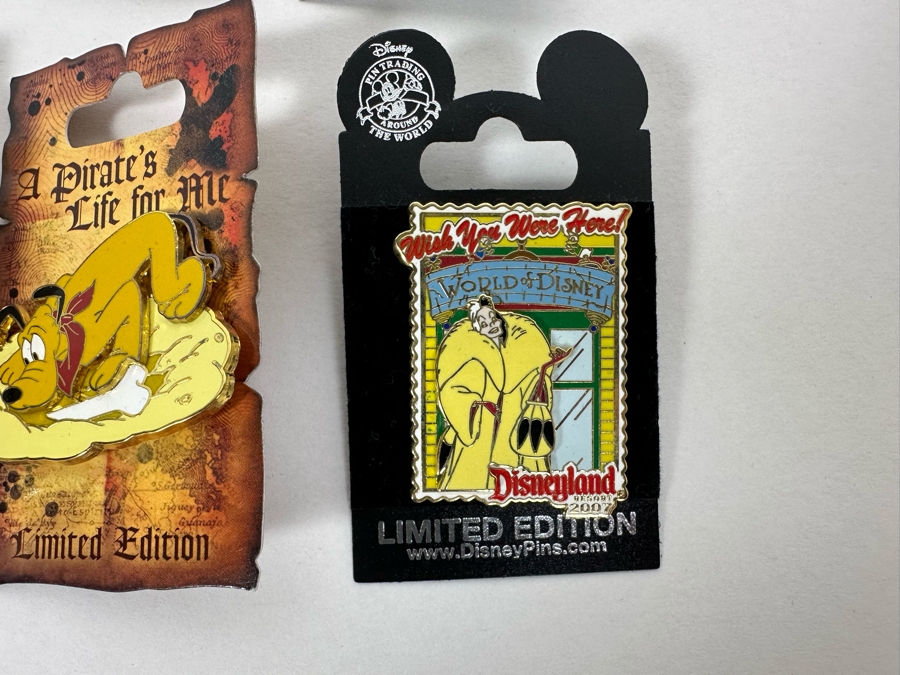 A Pirate's
Life for Me
Limited Edition
Disney
PIN TRADING
AROUND
THE WORLD
Wish You Were Here!
WORLD of DISNEY
Disneyland
RESORT
2007
LIMITED EDITION
www.DisneyPins.com